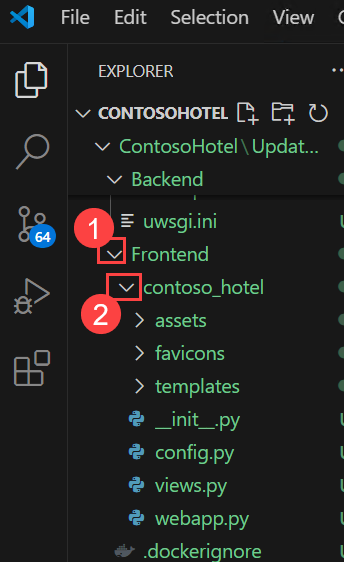 File Edit Selection View
EXPLORER
CONTOSOHOTEL
ContosoHotel\Updat...
Backend
uwsgi.ini
64
1
Frontend
contoso_hotel
2
assets
favicons
templates
__init__.py
config.py
views.py
webapp.py
.dockerignore